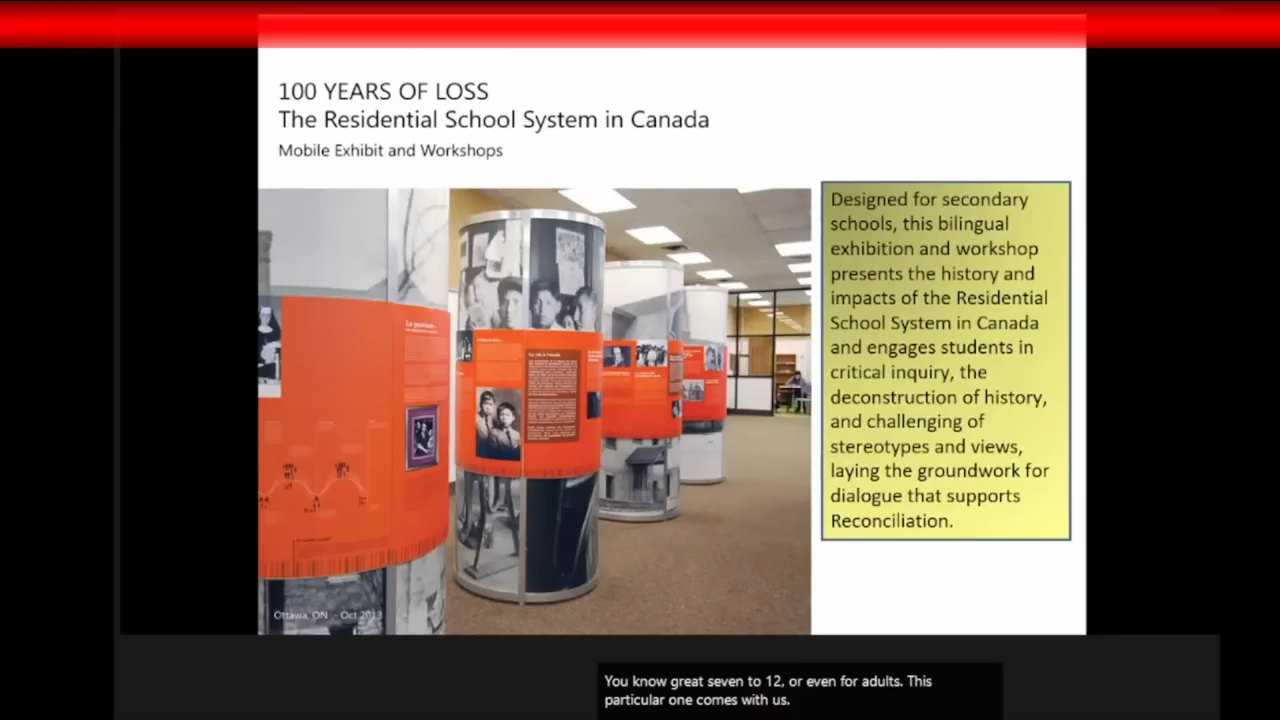 100 YEARS OF LOSS
The Residential School System in Canada
Mobile Exhibit and Workshops
Designed for secondary
schools, this bilingual
exhibition and workshop
presents the history and
impacts of the Residential
School System in Canada
and engages students in
critical inquiry, the
deconstruction of history,
and challenging of
stereotypes and views,
laying the groundwork for
dialogue that supports
Reconciliation.
Ottawa, ON - Oct 2013
You know great seven to 12, or even for adults. This
particular one comes with us.